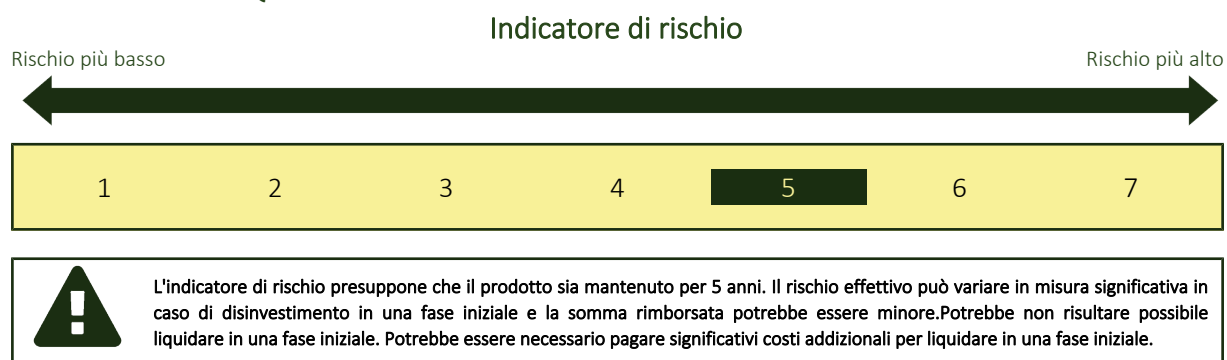 Indicatore di rischio
Rischio più basso
Rischio più alto
1 2 3 4 5 6 7
L'indicatore di rischio presuppone che il prodotto sia mantenuto per 5 anni. Il rischio effettivo può variare in misura significativa in
caso di disinvestimento in una fase iniziale e la somma rimborsata potrebbe essere minore.Potrebbe non risultare possibile
liquidare in una fase iniziale. Potrebbe essere necessario pagare significativi costi addizionali per liquidare in una fase iniziale.